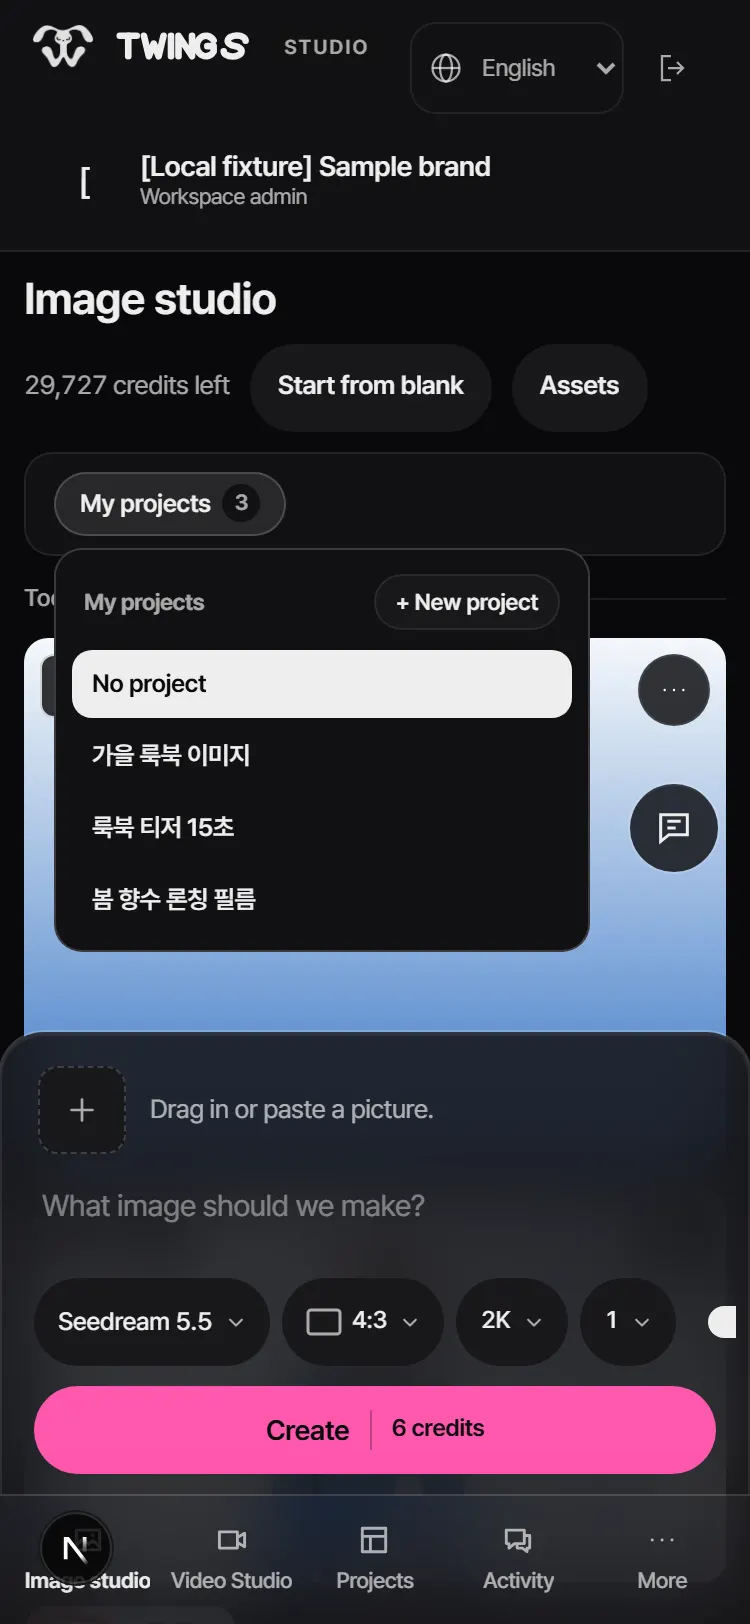 TWINGS STUDIO English
[
[Local fixture] Sample brand
Workspace admin
Image studio
29,727 credits left Start from blank Assets
My projects 3
My projects + New project
No project
가을 룩북 이미지
룩북 티저 15초
봄 향수 론칭 필름
Drag in or paste a picture.
What image should we make?
Seedream 5.5 4:3 2K 1
Create 6 credits
N
Image studio Video Studio Projects Activity More